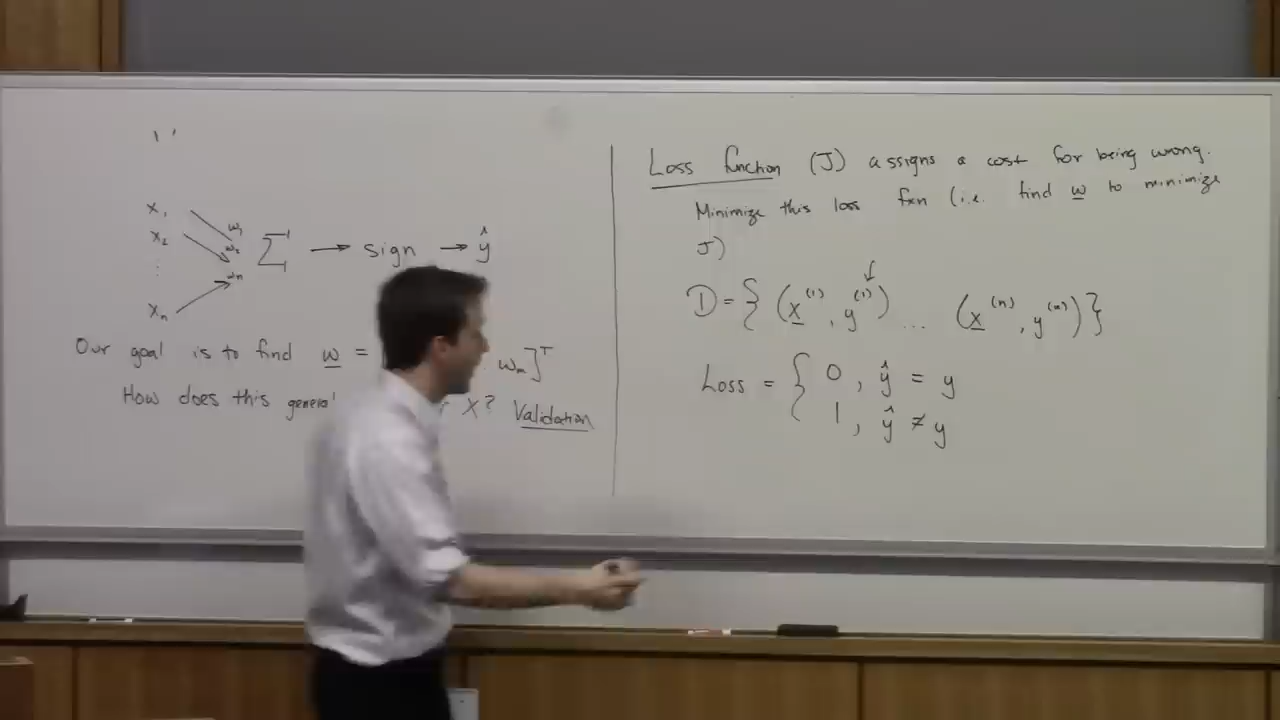 x₁
x₂
⋮
xₙ
w₁
w₂
wₙ
Σ → sign → ŷ
Our goal is to find w = wₙ]ᵀ
How does this X? Validation
Loss function (J) assigns a cost for being wrong.
Minimize this loss fxn (i.e. find w to minimize
J)
D = { (x⁽¹⁾, y⁽¹⁾) ... (x⁽ⁿ⁾, y⁽ⁿ⁾)}
Loss = { 0, ŷ = y
1, ŷ ≠ y